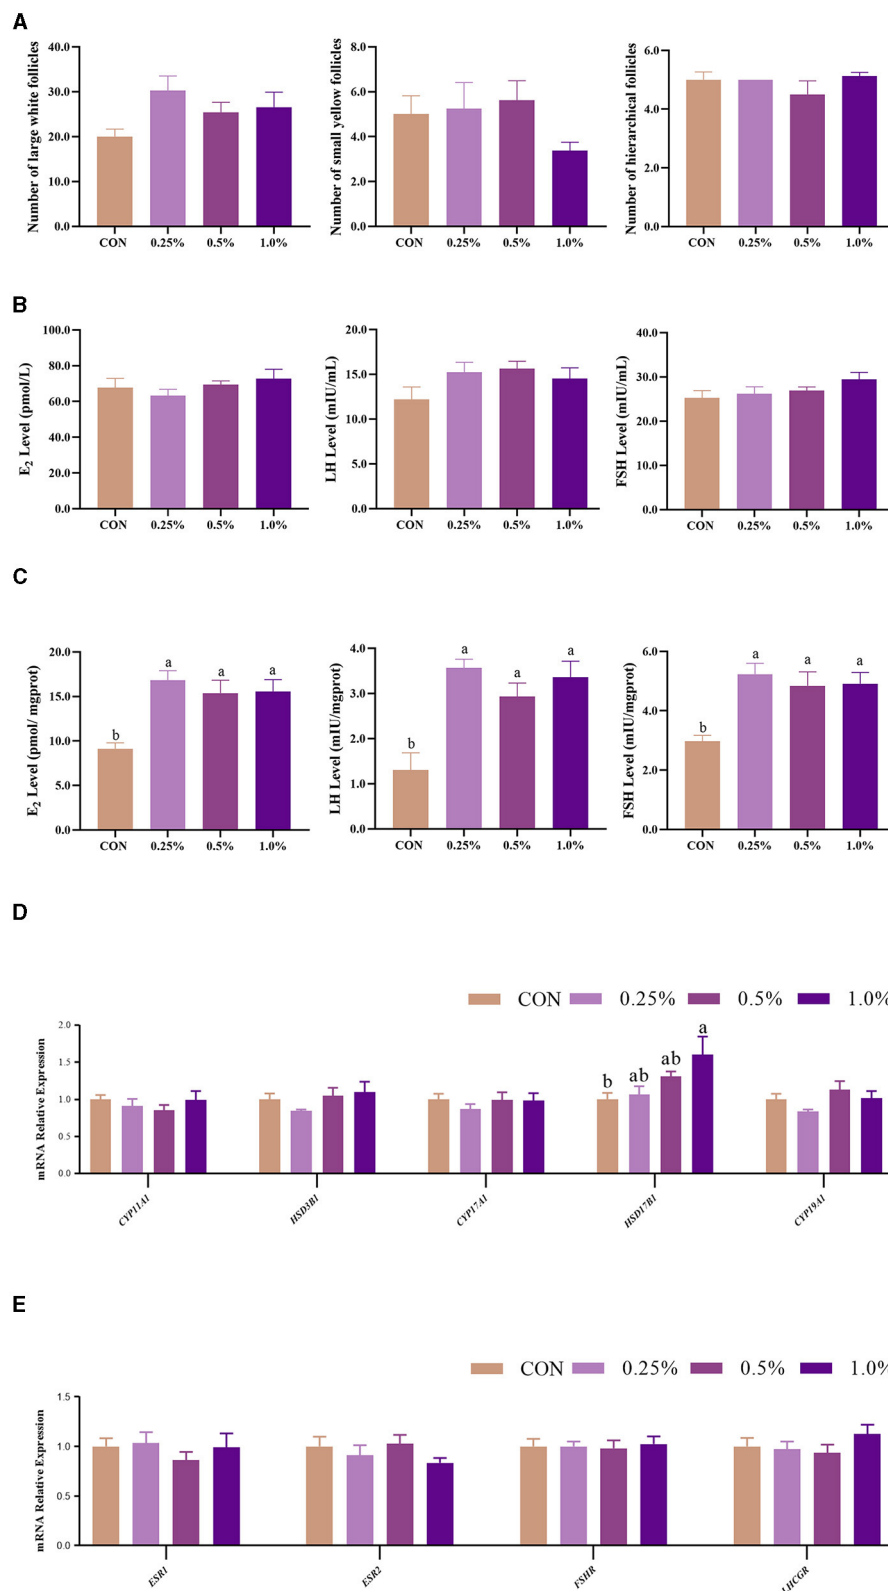 A
Number of large white follicles
40.0
30.0
20.0
10.0
0.0
CON 0.25% 0.5% 1.0%
Number of small yellow follicles
8.0
6.0
4.0
2.0
0.0
CON 0.25% 0.5% 1.0%
Number of hierarchical follicles
6.0
4.0
2.0
0.0
CON 0.25% 0.5% 1.0%
B
E₂ Level (pmol/L)
100.0
80.0
60.0
40.0
20.0
0.0
CON 0.25% 0.5% 1.0%
LH Level (mIU/mL)
20.0
15.0
10.0
5.0
0.0
CON 0.25% 0.5% 1.0%
FSH Level (mIU/mL)
40.0
30.0
20.0
10.0
0.0
CON 0.25% 0.5% 1.0%
C
E₂ Level (pmol/ mgprot)
20.0
15.0
10.0
5.0
0.0
b a a a
CON 0.25% 0.5% 1.0%
LH Level (mIU/mgprot)
4.0
3.0
2.0
1.0
0.0
b a a a
CON 0.25% 0.5% 1.0%
FSH Level (mIU/mgprot)
6.0
4.0
2.0
0.0
b a a a
CON 0.25% 0.5% 1.0%
D
CON 0.25% 0.5% 1.0%
mRNA Relative Expression
2.0
1.5
1.0
0.5
0.0
b ab ab a
CYP11A1 HSD3B1 CYP17A1 HSD17B1 CYP19A1
E
CON 0.25% 0.5% 1.0%
mRNA Relative Expression
1.5
1.0
0.5
0.0
ESR1 ESR2 FSHR LHCGR